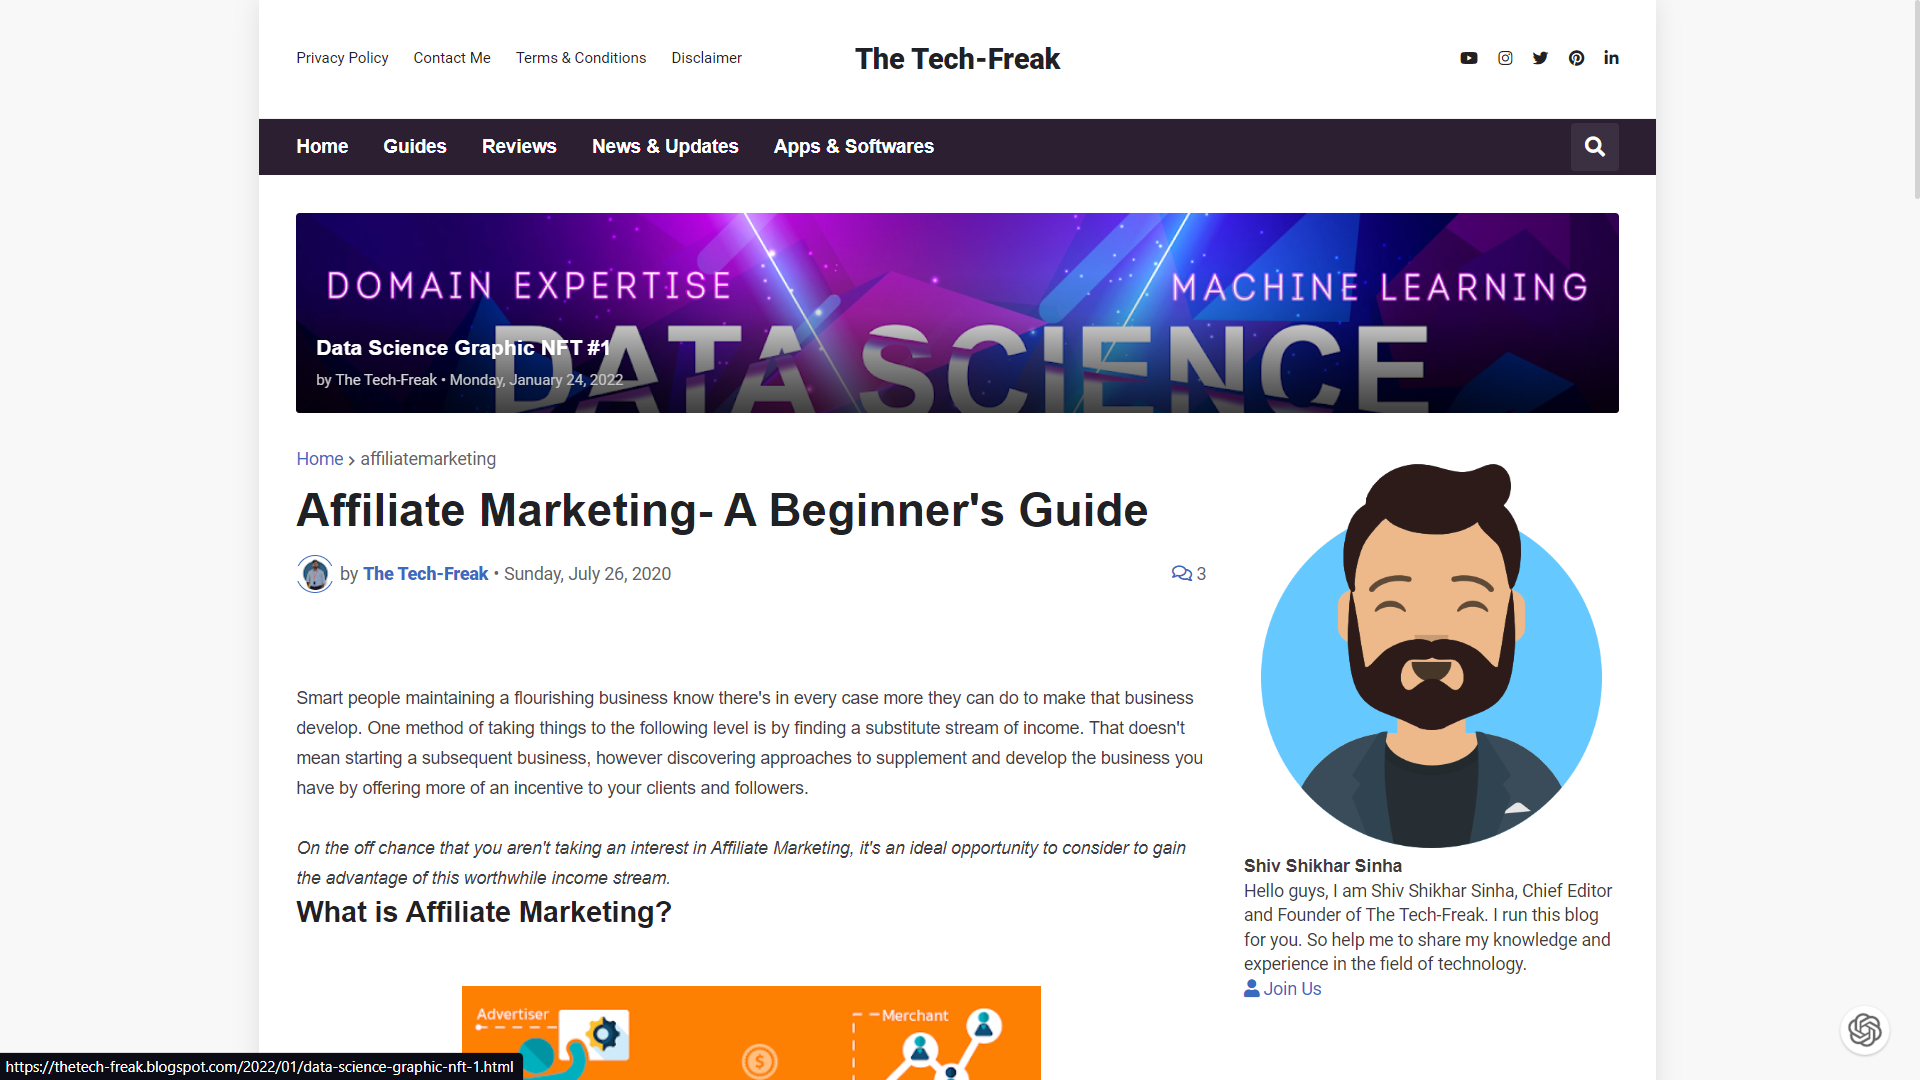 Privacy Policy Contact Me Terms & Conditions Disclaimer
The Tech-Freak
Home Guides Reviews News & Updates Apps & Softwares
DOMAIN EXPERTISE
MACHINE LEARNING
DATA SCIENCE
Data Science Graphic NFT #1
by The Tech-Freak • Monday, January 24, 2022
Home › affiliatemarketing
Affiliate Marketing- A Beginner's Guide
by The Tech-Freak • Sunday, July 26, 2020
3
Smart people maintaining a flourishing business know there's in every case more they can do to make that business
develop. One method of taking things to the following level is by finding a substitute stream of income. That doesn't
mean starting a subsequent business, however discovering approaches to supplement and develop the business you
have by offering more of an incentive to your clients and followers.
On the off chance that you aren't taking an interest in Affiliate Marketing, it's an ideal opportunity to consider to gain
the advantage of this worthwhile income stream.
What is Affiliate Marketing?
Advertiser
Merchant
$
Shiv Shikhar Sinha
Hello guys, I am Shiv Shikhar Sinha, Chief Editor
and Founder of The Tech-Freak. I run this blog
for you. So help me to share my knowledge and
experience in the field of technology.
Join Us
https://thetech-freak.blogspot.com/2022/01/data-science-graphic-nft-1.html